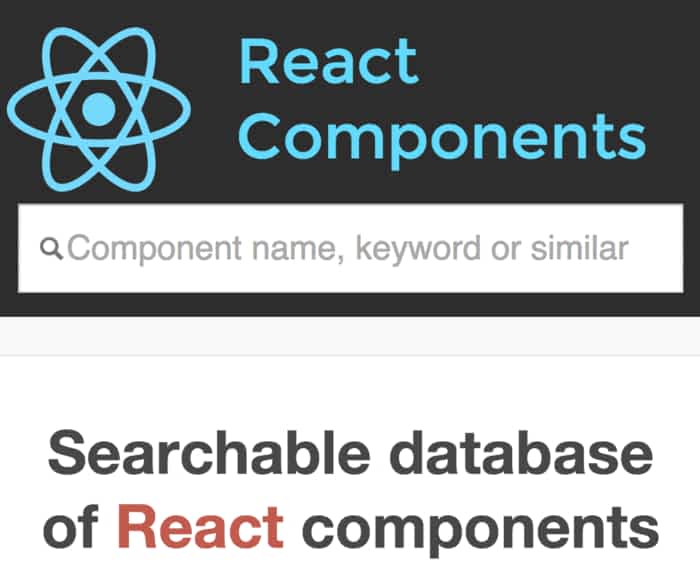 React
Components
Component name, keyword or similar
Searchable database
of React components